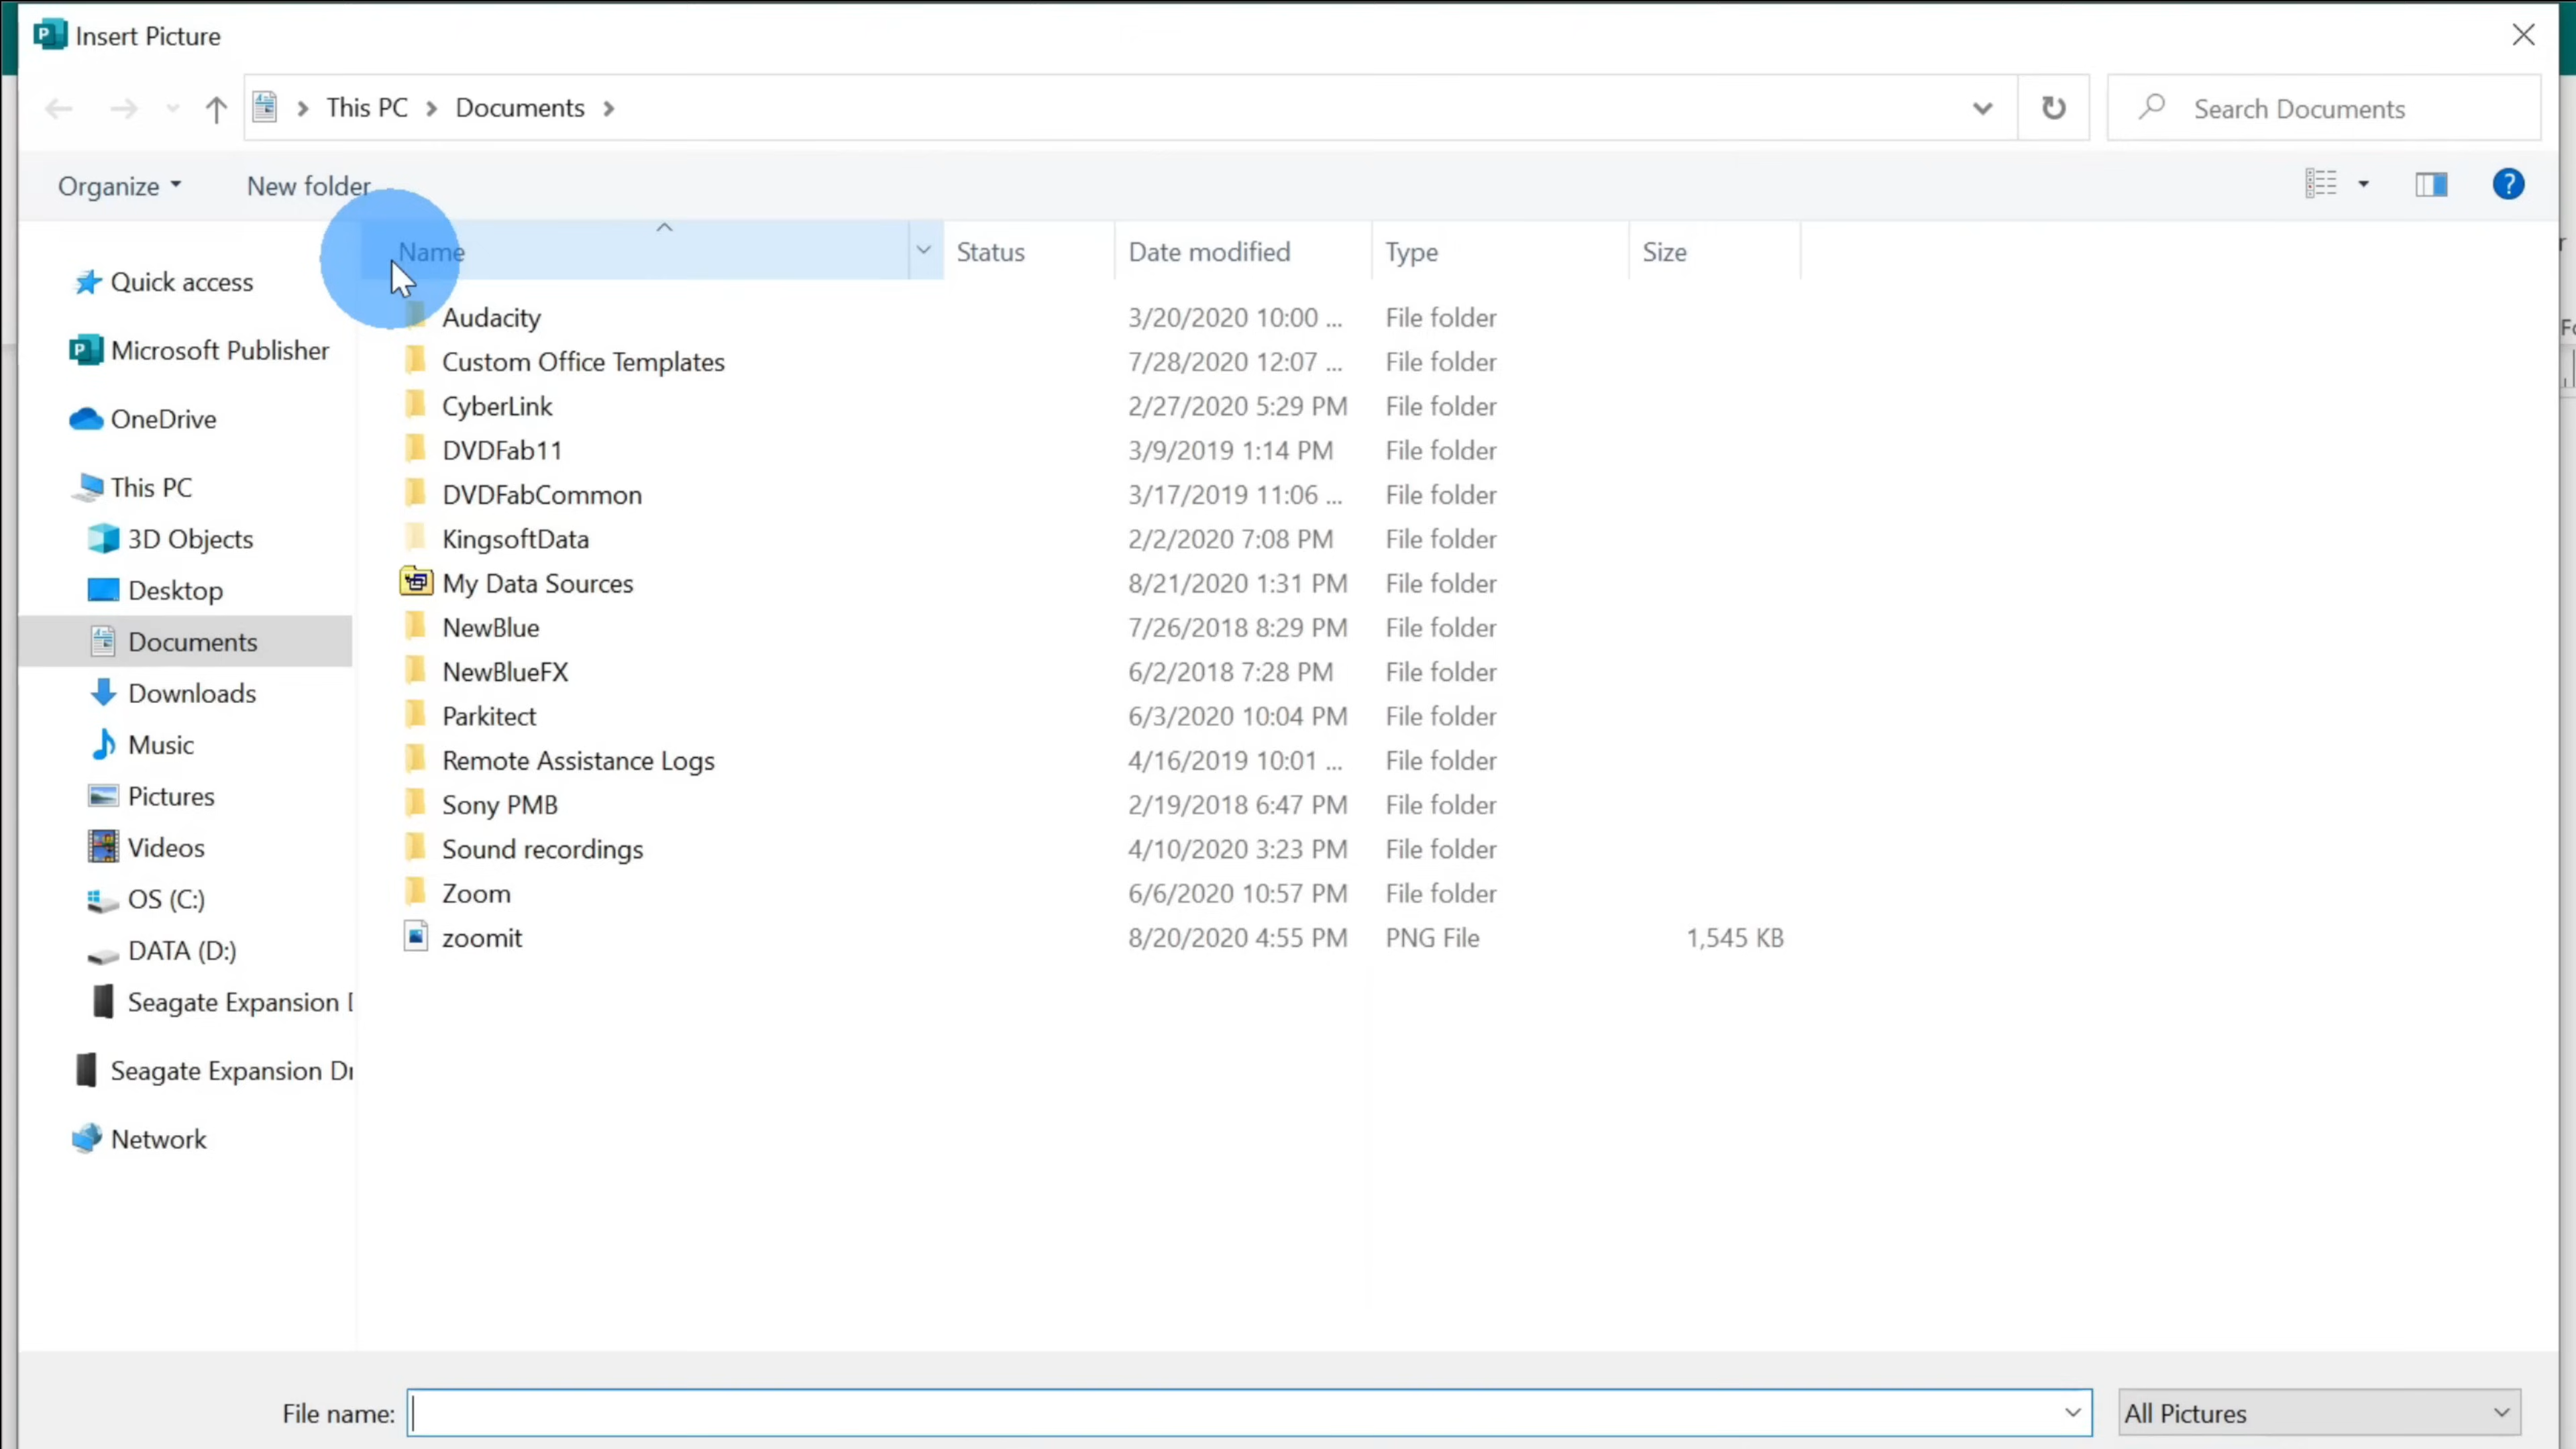 Insert Picture
This PC > Documents >
Search Documents
Organize
New folder
Name Status Date modified Type Size
Quick access
Microsoft Publisher
OneDrive
This PC
3D Objects
Desktop
Documents
Downloads
Music
Pictures
Videos
OS (C:)
DATA (D:)
Seagate Expansion
Seagate Expansion
Network
Audacity 3/20/2020 10:00 ... File folder
Custom Office Templates 7/28/2020 12:07 ... File folder
CyberLink 2/27/2020 5:29 PM File folder
DVDFab11 3/9/2019 1:14 PM File folder
DVDFabCommon 3/17/2019 11:06 ... File folder
KingsoftData 2/2/2020 7:08 PM File folder
My Data Sources 8/21/2020 1:31 PM File folder
NewBlue 7/26/2018 8:29 PM File folder
NewBlueFX 6/2/2018 7:28 PM File folder
Parkitect 6/3/2020 10:04 PM File folder
Remote Assistance Logs 4/16/2019 10:01 ... File folder
Sony PMB 2/19/2018 6:47 PM File folder
Sound recordings 4/10/2020 3:23 PM File folder
Zoom 6/6/2020 10:57 PM File folder
zoomit 8/20/2020 4:55 PM PNG File 1,545 KB
File name:
All Pictures